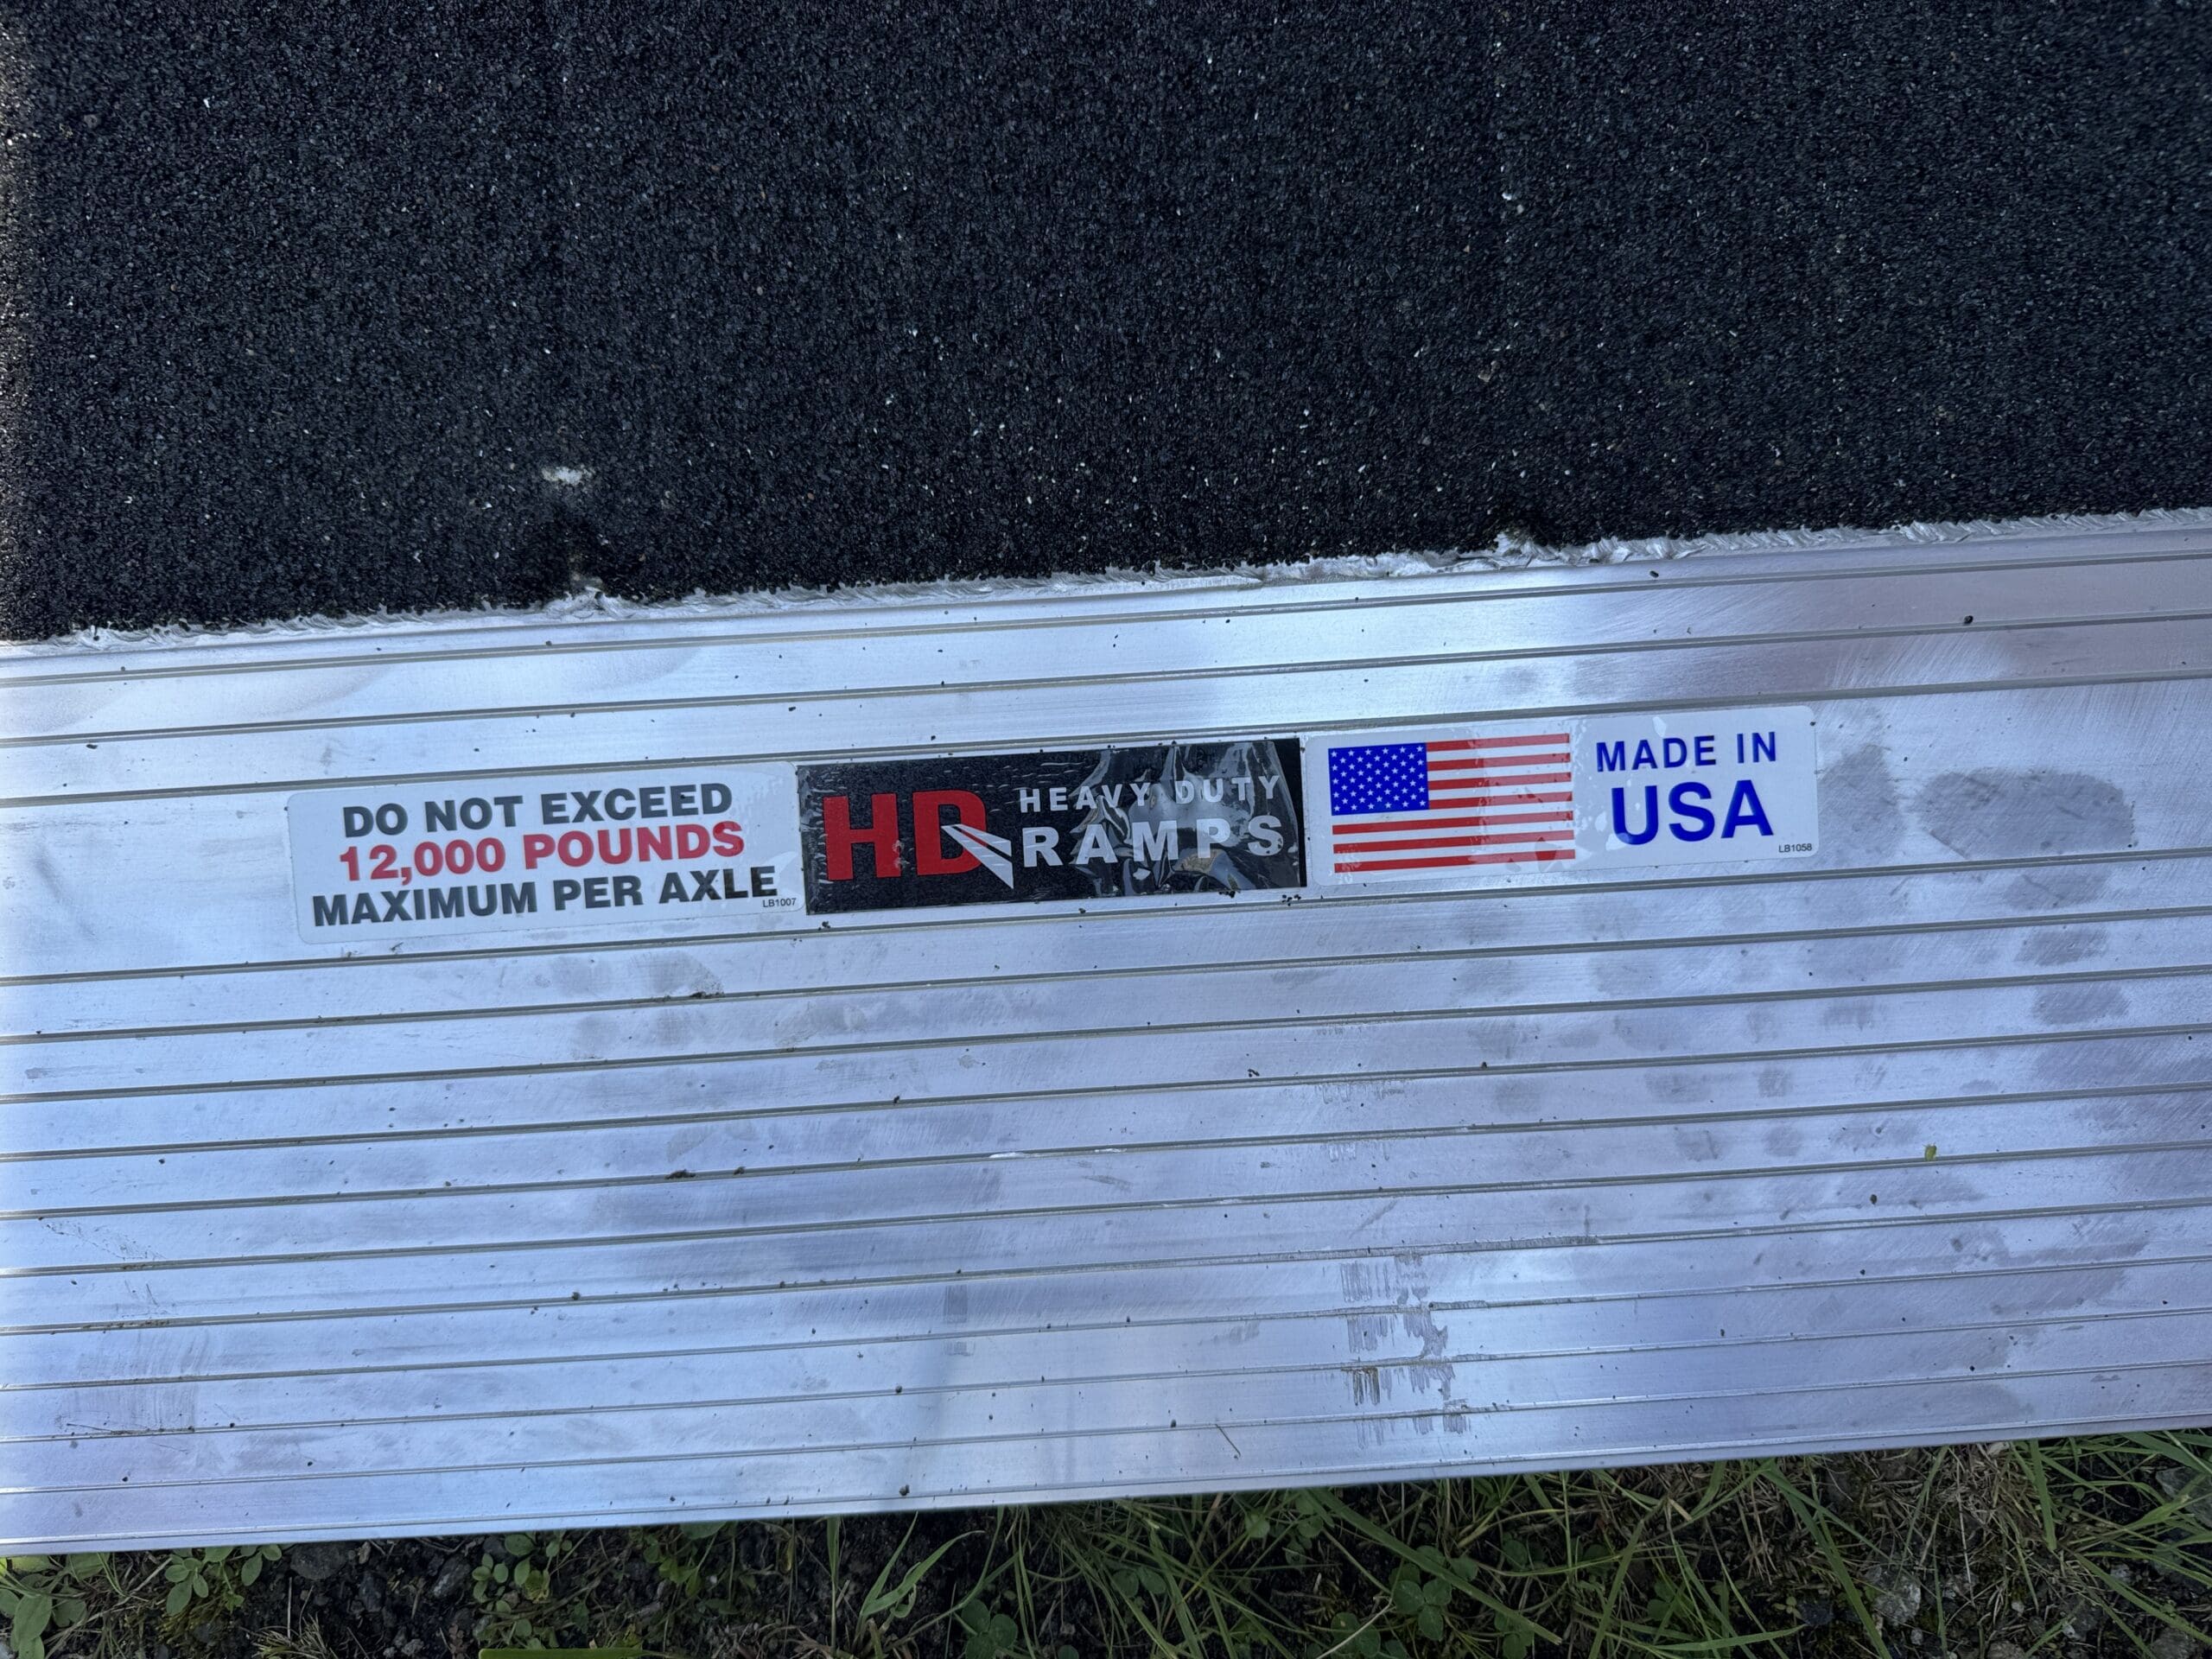 DO NOT EXCEED
12,000 POUNDS
MAXIMUM PER AXLE
LB1007
HD HEAVY DUTY
RAMPS
MADE IN
USA
LB1058